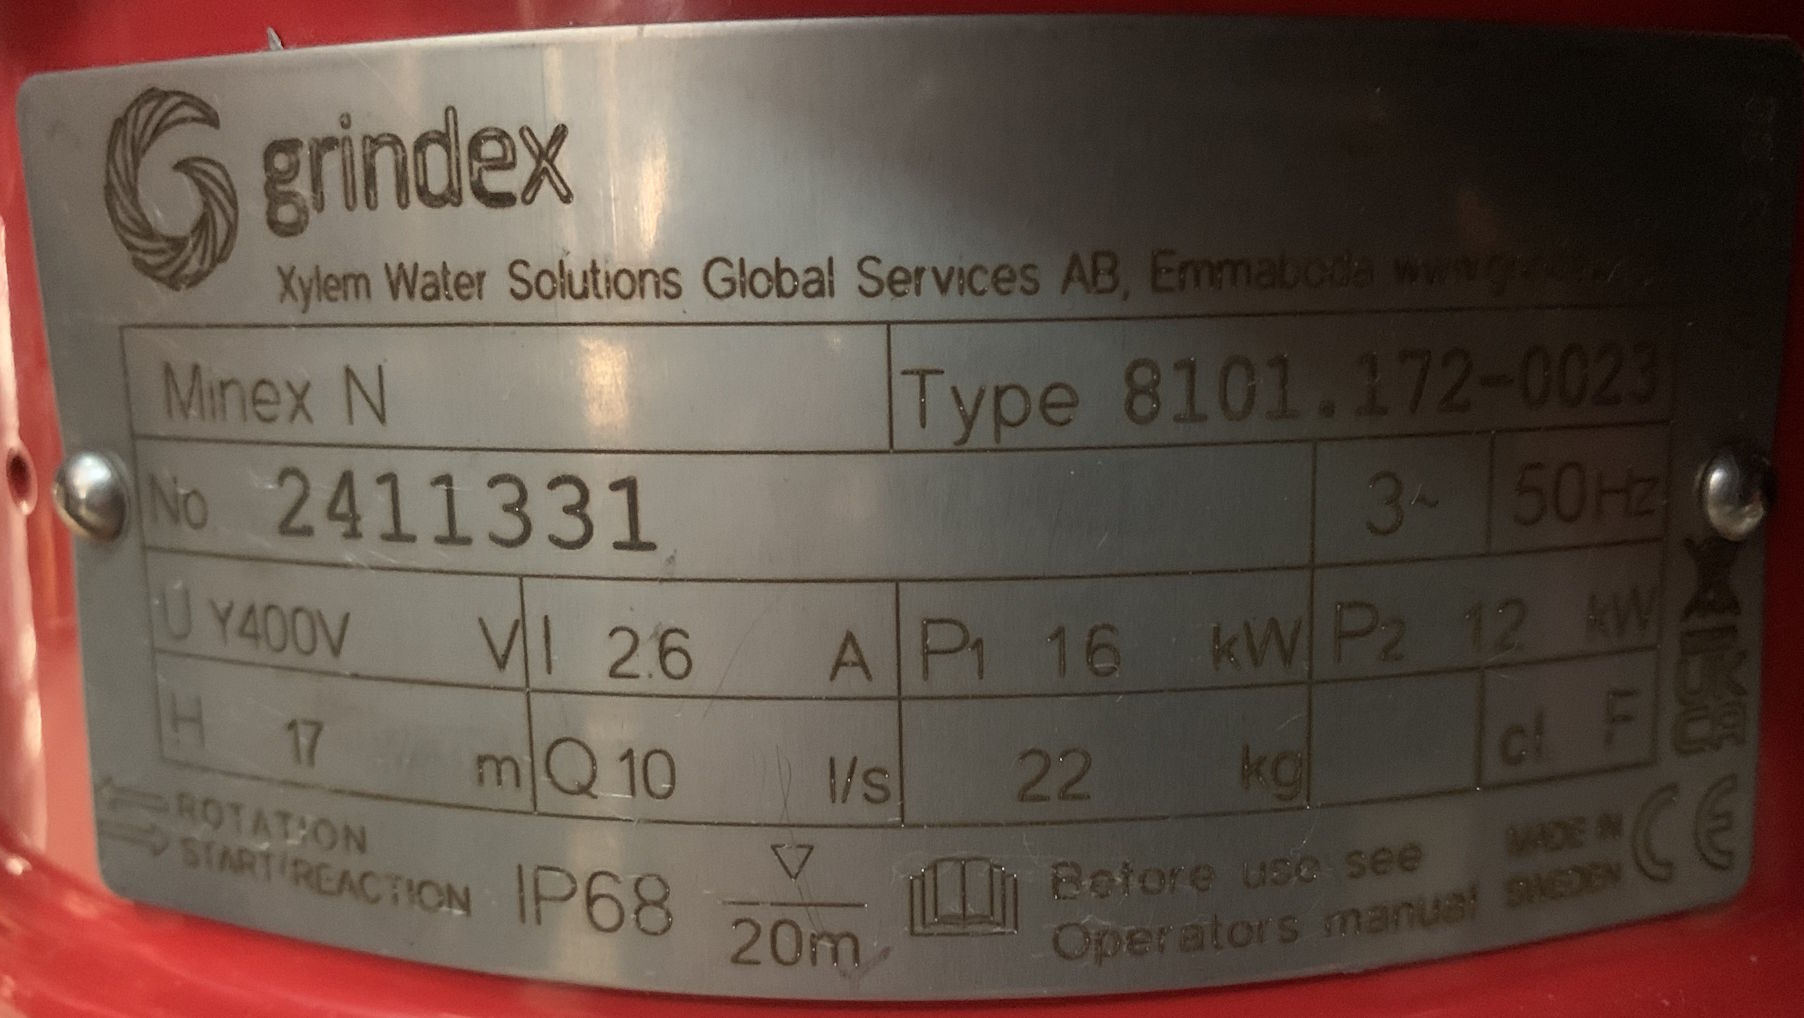 grindex
Xylem Water Solutions Global Services AB, Emmaboda
Minex N Type 8101.172-0023
No 2411331 3~ 50Hz
U Y400V V I 2.6 A P1 1.6 kW P2 1.2 kW
H 17 m Q 10 l/s 22 kg cl. F
ROTATION
START/REACTION IP68
20m
Before use see
Operators manual
MADE IN
SWEDEN
CE
EAC